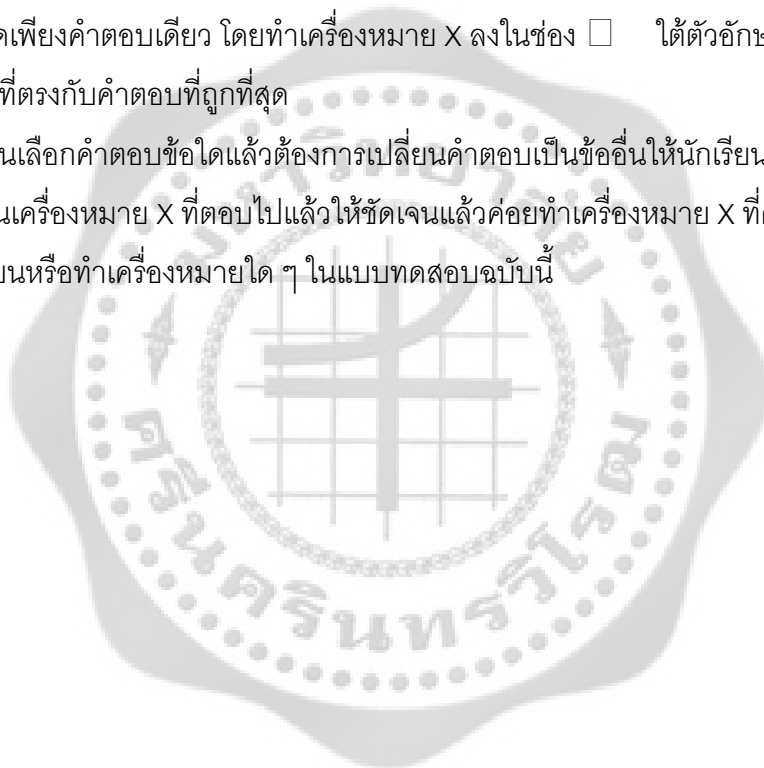 ดเพียงคำตอบเดียว โดยทำเครื่องหมาย X ลงในช่อง □ ใต้ตัวอักษ
ที่ตรงกับคำตอบที่ถูกที่สุด
นเลือกคำตอบข้อใดแล้วต้องการเปลี่ยนคำตอบเป็นข้ออื่นให้นักเรียน
นเครื่องหมาย X ที่ตอบไปแล้วให้ชัดเจนแล้วค่อยทำเครื่องหมาย X ที่
ยนหรือทำเครื่องหมายใด ๆ ในแบบทดสอบฉบับนี้
มหาวิทยาลัย
ศรีนครินทรวิโรฒ